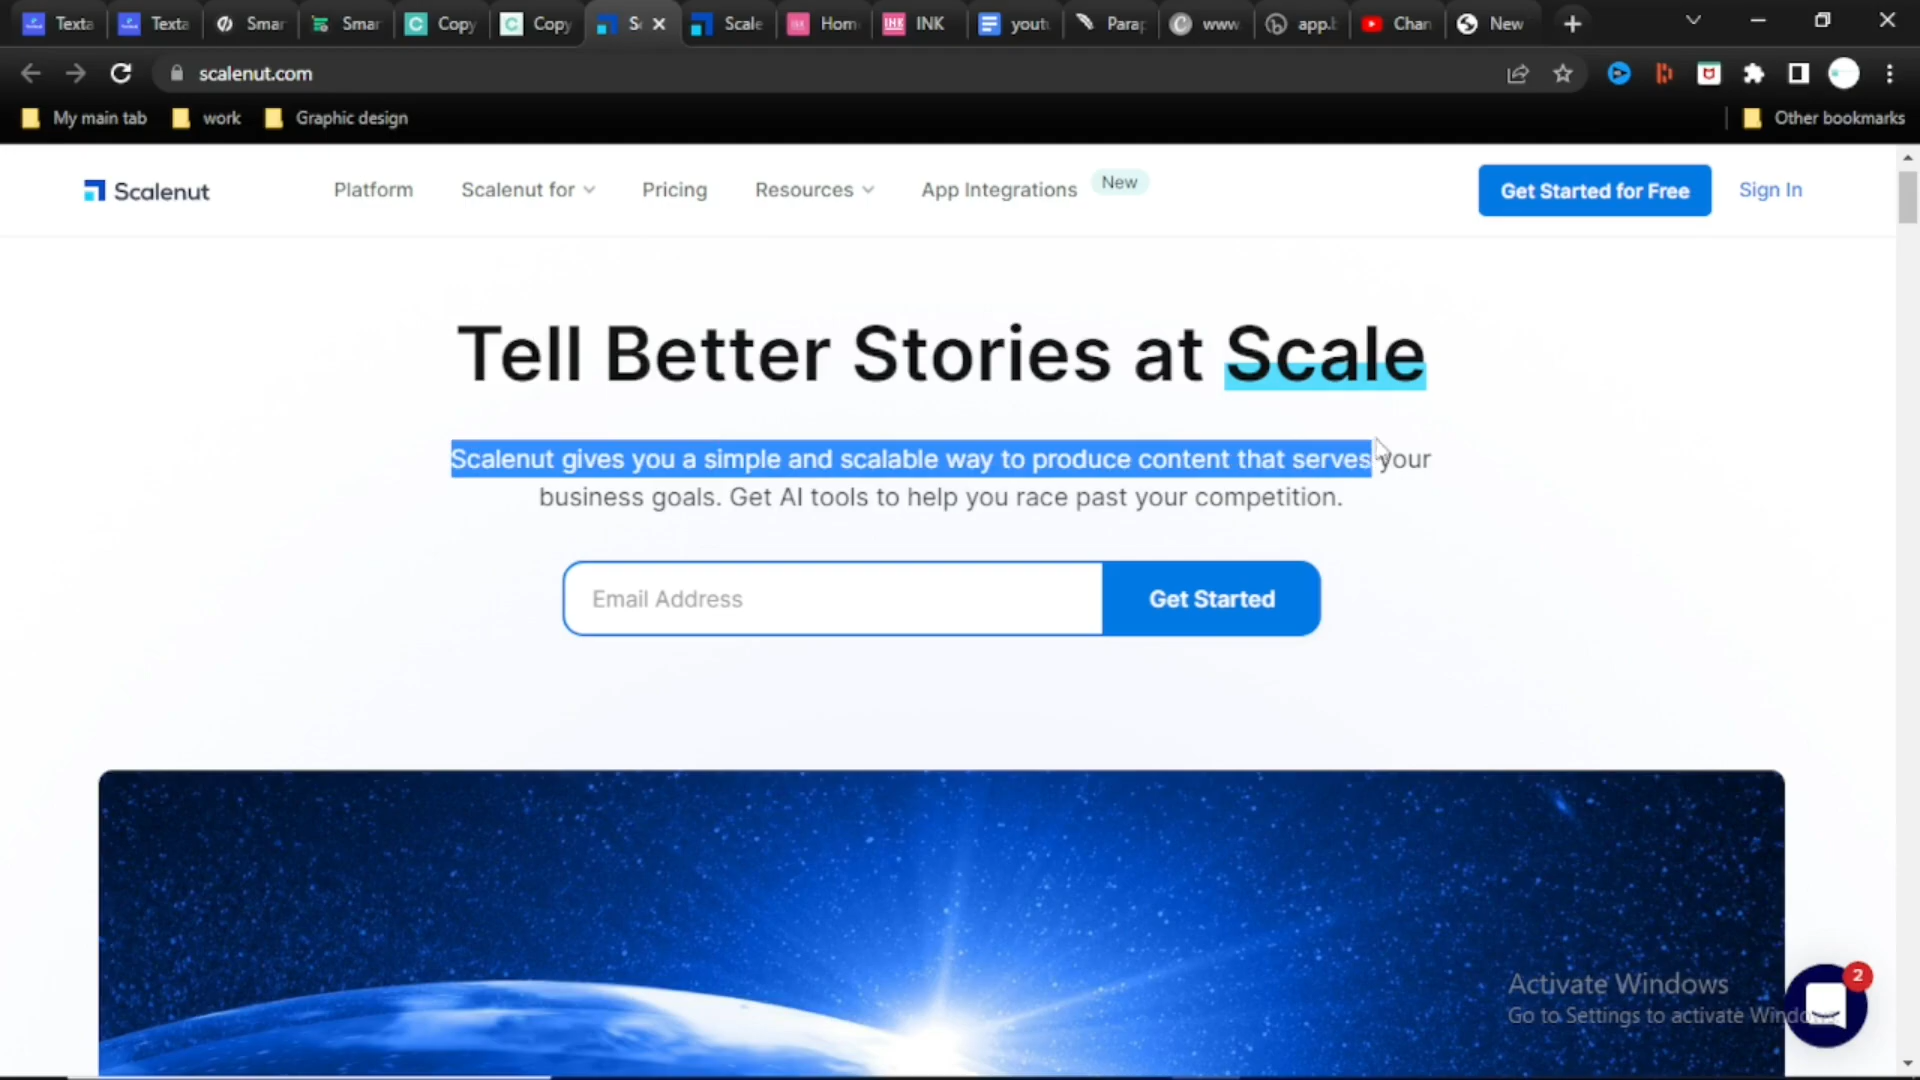 Texta Texta Smar Smar Copy Copy S Scale Hom INK yout Parap www. app.b Chan New
scalenut.com
My main tab work Graphic design Other bookmarks
Scalenut Platform Scalenut for Pricing Resources App Integrations New Get Started for Free Sign In
Tell Better Stories at Scale
Scalenut gives you a simple and scalable way to produce content that serves your
business goals. Get AI tools to help you race past your competition.
Email Address Get Started
2
Activate Windows
Go to Settings to activate Windows.